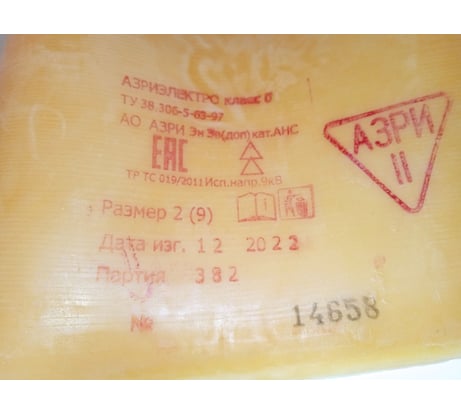 АЗРИЭЛЕКТРО класс 0
ТУ 38.306-5-63-97
АО АЗРИ Эн Эв(доп) кат.АНС
EAC
ТР ТС 019/2011 Исп.напр.9кВ
АЗРИ
II
Размер 2 (9)
Дата изг. 12 2022
Партия 382
№ 14658